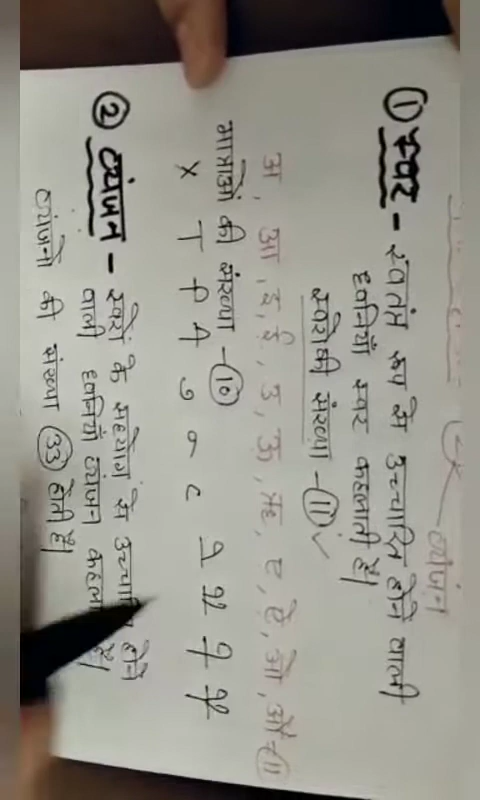 व्यंजन
① स्वर - स्वतंत्र रूप से उच्चारित होने वाली
ध्वनियाँ स्वर कहलाती हैं।
स्वरों की संख्या - ⑪ ✓
अ, आ, इ, ई, उ, ऊ, ऋ, ए, ऐ, ओ, औ - ⑪
मात्राओं की संख्या - ⑩
× ा ि ी ु ू ृ े ै ो ौ
② व्यंजन - स्वरों के सहयोग से उच्चारित होने
वाली ध्वनियाँ व्यंजन कहलाती हैं।
व्यंजनों की संख्या ㉝ होती है।